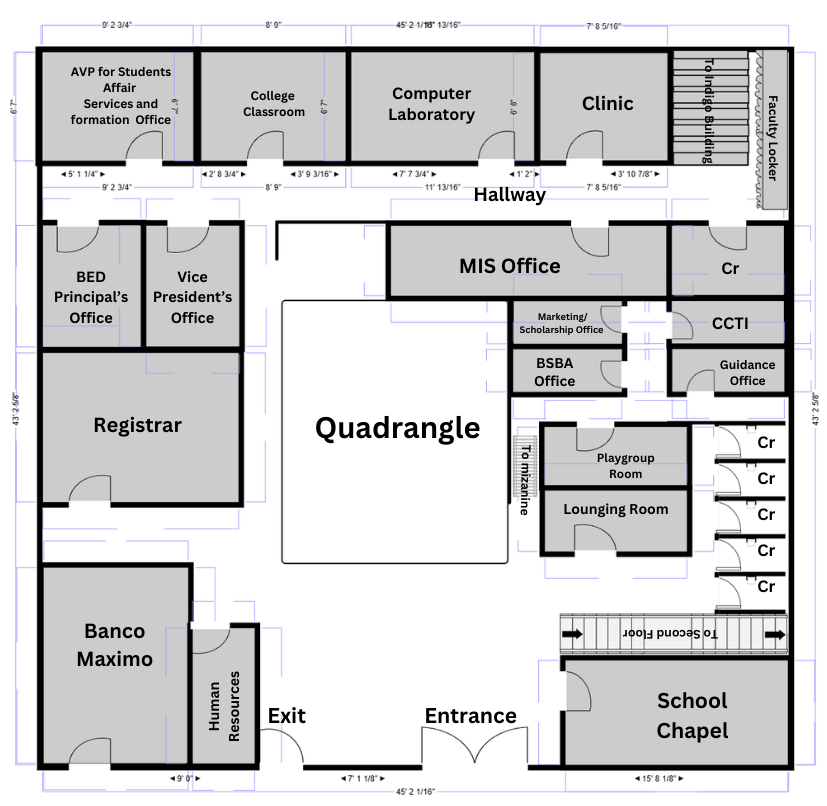 9' 2 3/4"
8' 9"
7' 8 5/16"
AVP for Students
Affair
Services and
formation Office
College
Classroom
Computer
Laboratory
Clinic
To Indigo Building
Faculty Locker
6' 7"
6' 7"
6' 7"
6' 6"
5' 1 1/4"
2' 8 3/4"
3' 9 3/16"
7' 7 3/4"
1' 2"
3' 10 7/8"
9' 2 3/4"
8' 9"
11' 13/16"
7' 8 5/16"
Hallway
BED
Principal's
Office
Vice
President's
Office
MIS Office
Cr
Marketing/
Scholarship Office
CCTI
BSBA
Office
Guidance
Office
43' 2 5/8"
43' 2 5/8"
Registrar
Quadrangle
To mizanine
Playgroup
Room
Lounging Room
Cr
Cr
Cr
Cr
Cr
To Second Floor
Banco
Maximo
Human
Resources
Exit
Entrance
School
Chapel
9' 0"
7' 1 1/8"
15' 8 1/8"
45' 2 1/16"